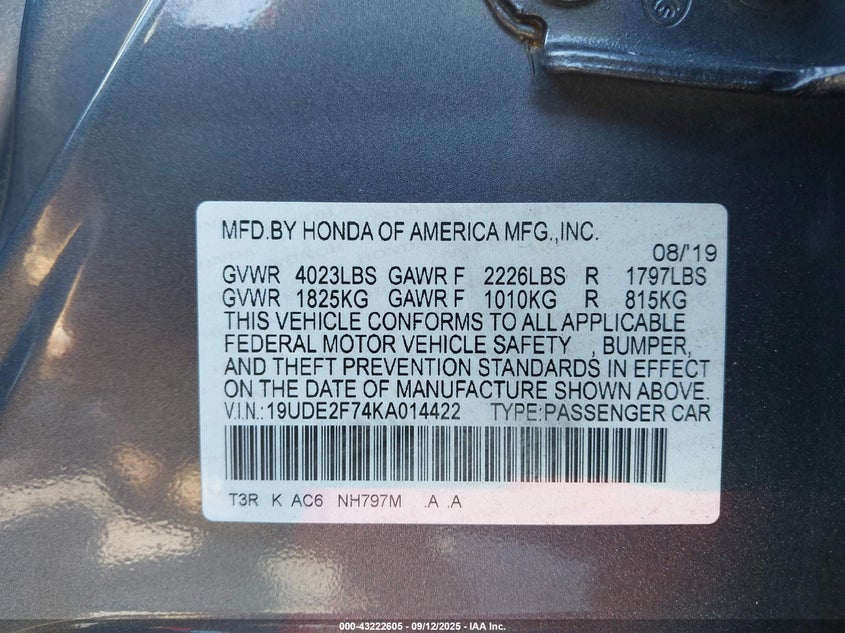 MFD.BY HONDA OF AMERICA MFG.,INC.
08/'19
GVWR 4023LBS GAWR F 2226LBS R 1797LBS
GVWR 1825KG GAWR F 1010KG R 815KG
THIS VEHICLE CONFORMS TO ALL APPLICABLE
FEDERAL MOTOR VEHICLE SAFETY , BUMPER,
AND THEFT PREVENTION STANDARDS IN EFFECT
ON THE DATE OF MANUFACTURE SHOWN ABOVE.
V.I.N.:19UDE2F74KA014422 TYPE:PASSENGER CAR
T3R K AC6 NH797M .A .A
000-43222605 - 09/12/2025 - IAA Inc.